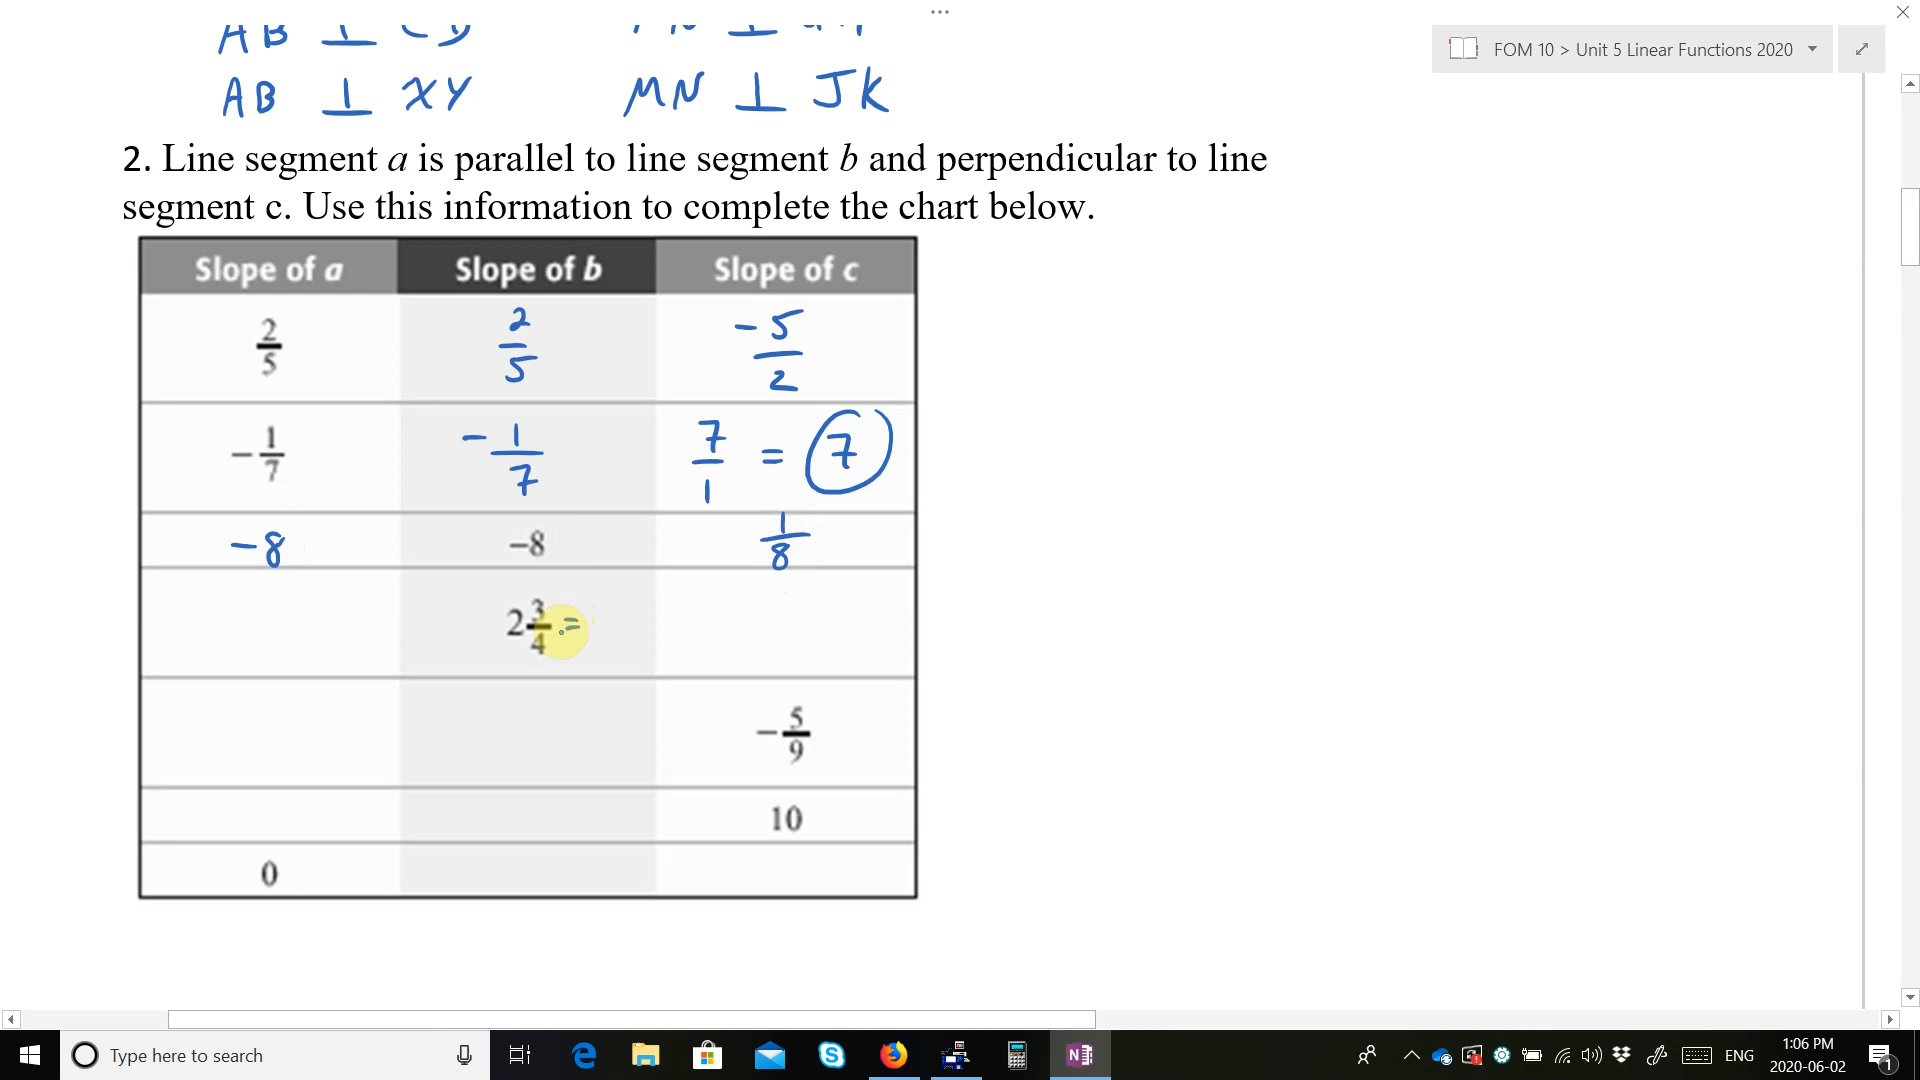 FOM 10 > Unit 5 Linear Functions 2020
AB ⊥ XY MN ⊥ JK
2. Line segment a is parallel to line segment b and perpendicular to line
segment c. Use this information to complete the chart below.
Slope of a Slope of b Slope of c
2/5 2/5 -5/2
-1/7 -1/7 7/1 = 7
-8 -8 1/8
2 3/4 =
-5/9
10
0
Type here to search
ENG
1:06 PM
2020-06-02
1